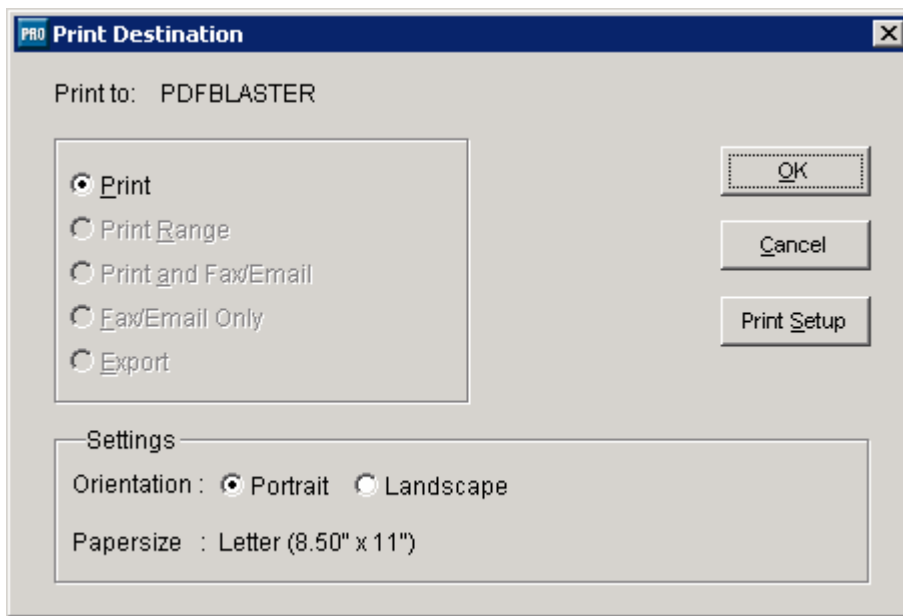 PRO Print Destination
Print to: PDFBLASTER
Print
Print Range
Print and Fax/Email
Fax/Email Only
Export
OK
Cancel
Print Setup
Settings
Orientation : Portrait Landscape
Papersize : Letter (8.50" x 11")